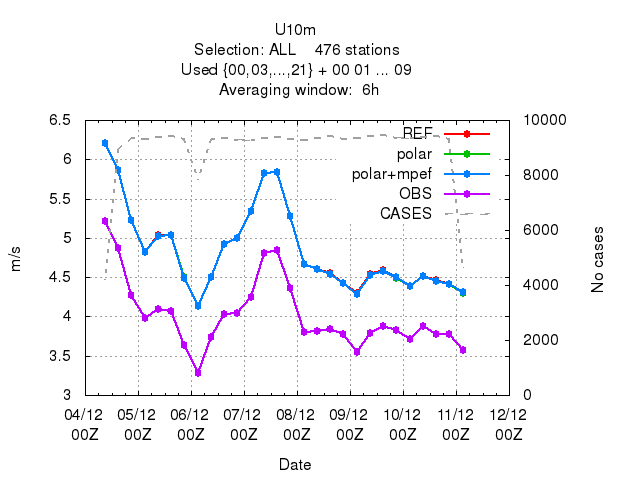 U10m
Selection: ALL    476 stations
Used {00,03,...,21} + 00 01 ... 09
Averaging window:  6h
m/s
6.5
6
5.5
5
4.5
4
3.5
3
10000
8000
6000
4000
2000
0
No cases
REF
polar
polar+mpef
OBS
CASES
04/12 05/12 06/12 07/12 08/12 09/12 10/12 11/12 12/12
00Z 00Z 00Z 00Z 00Z 00Z 00Z 00Z 00Z
Date